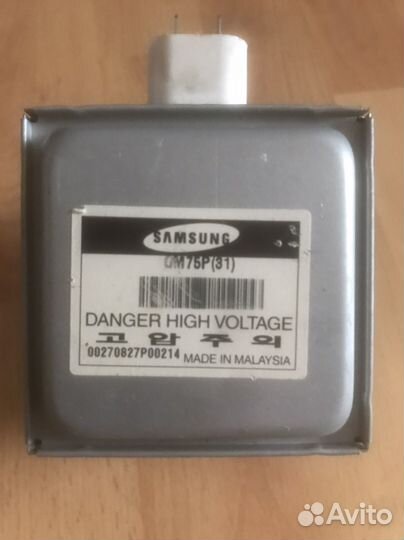 SAMSUNG
OM75P(31)
DANGER HIGH VOLTAGE
고 압 주 의
00270827P00214 MADE IN MALAYSIA
Avito